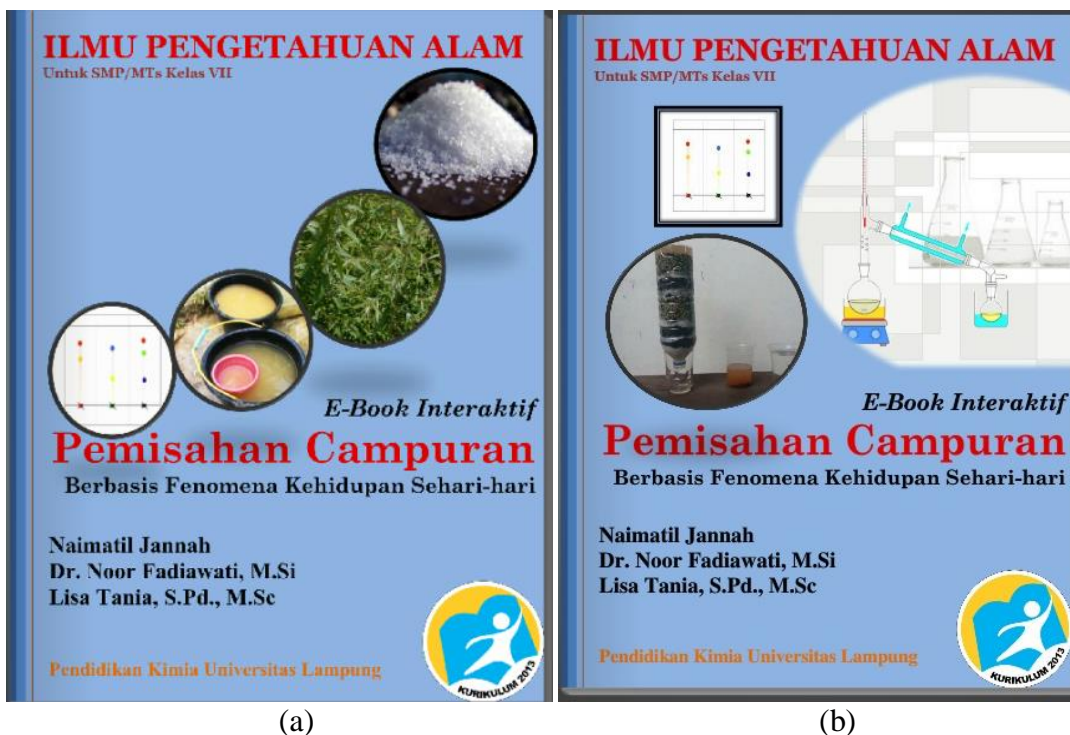 ILMU PENGETAHUAN ALAM
Untuk SMP/MTs Kelas VII
E-Book Interaktif
Pemisahan Campuran
Berbasis Fenomena Kehidupan Sehari-hari
Naimatil Jannah
Dr. Noor Fadiawati, M.Si
Lisa Tania, S.Pd., M.Sc
Pendidikan Kimia Universitas Lampung
KURIKULUM 2013
(a)
ILMU PENGETAHUAN ALAM
Untuk SMP/MTs Kelas VII
E-Book Interaktif
Pemisahan Campuran
Berbasis Fenomena Kehidupan Sehari-hari
Naimatil Jannah
Dr. Noor Fadiawati, M.Si
Lisa Tania, S.Pd., M.Sc
Pendidikan Kimia Universitas Lampung
KURIKULUM 2013
(b)